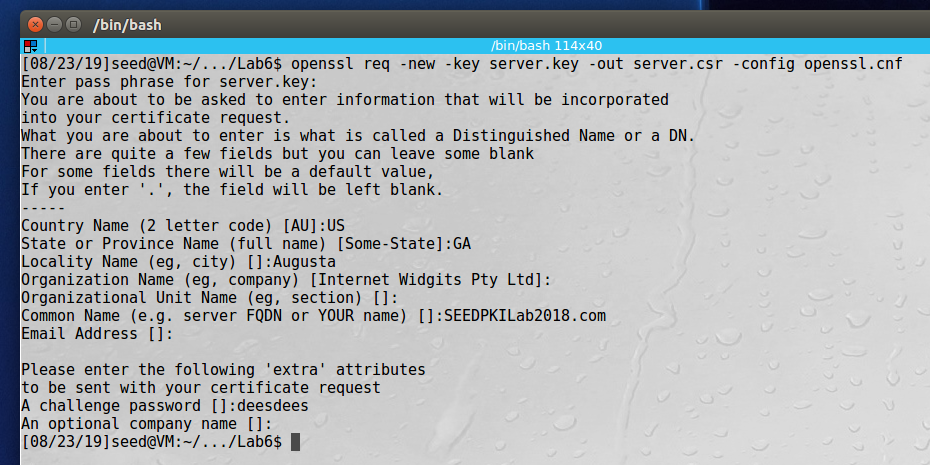 /bin/bash
/bin/bash 114x40
[08/23/19]seed@VM:~/.../Lab6$ openssl req -new -key server.key -out server.csr -config openssl.cnf
Enter pass phrase for server.key:
You are about to be asked to enter information that will be incorporated
into your certificate request.
What you are about to enter is what is called a Distinguished Name or a DN.
There are quite a few fields but you can leave some blank
For some fields there will be a default value,
If you enter '.', the field will be left blank.
-----
Country Name (2 letter code) [AU]:US
State or Province Name (full name) [Some-State]:GA
Locality Name (eg, city) []:Augusta
Organization Name (eg, company) [Internet Widgits Pty Ltd]:
Organizational Unit Name (eg, section) []:
Common Name (e.g. server FQDN or YOUR name) []:SEEDPKILab2018.com
Email Address []:
Please enter the following 'extra' attributes
to be sent with your certificate request
A challenge password []:deesdees
An optional company name []:
[08/23/19]seed@VM:~/.../Lab6$